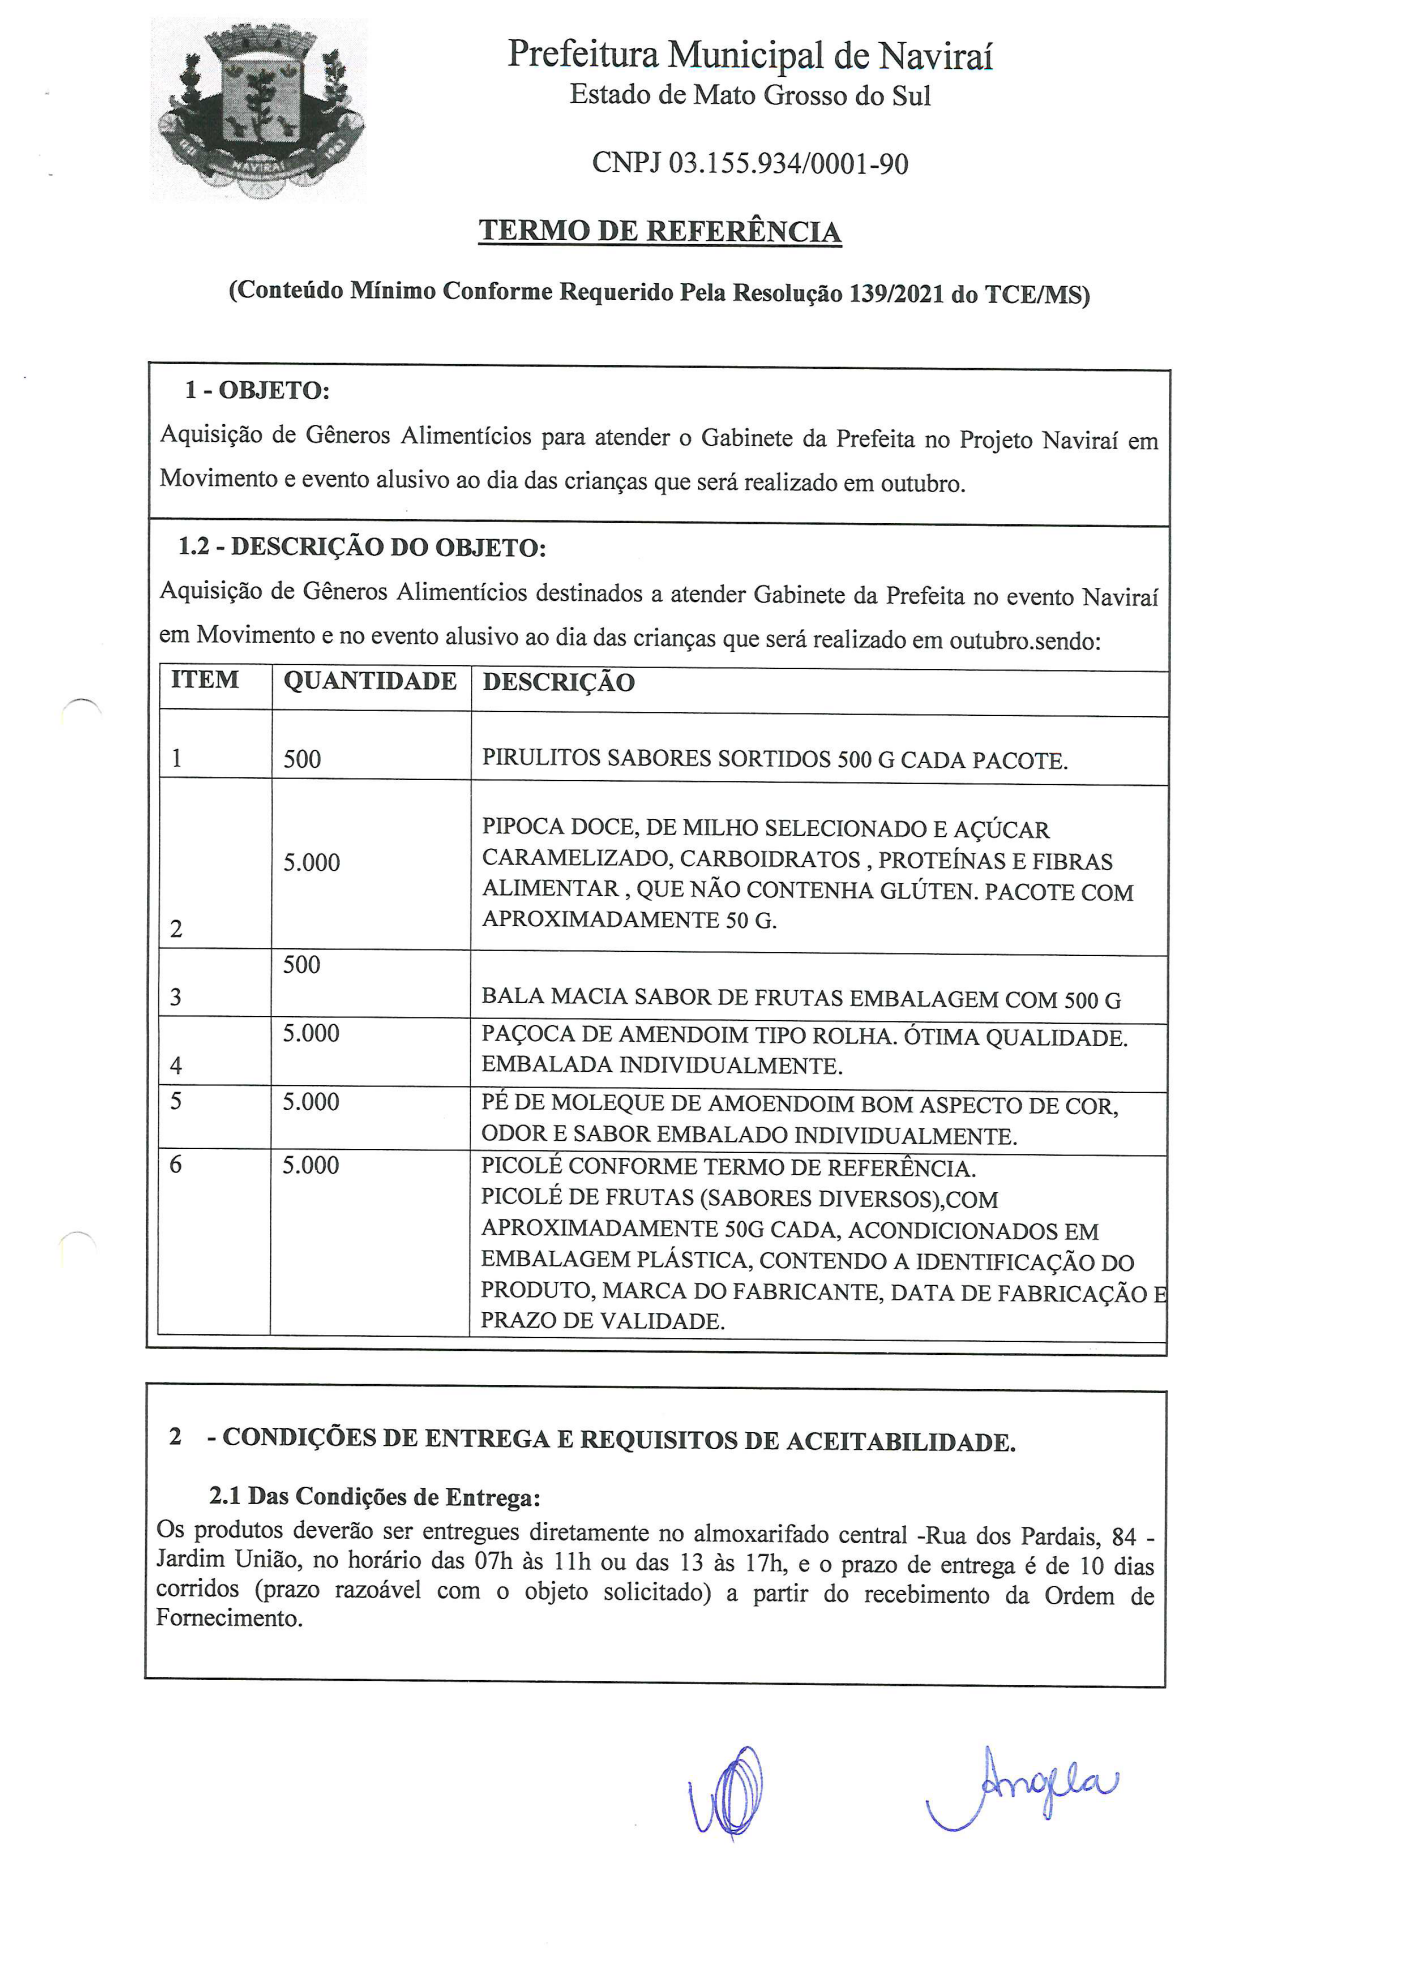 Prefeitura Municipal de Naviraí
Estado de Mato Grosso do Sul
CNPJ 03.155.934/0001-90
NAVIRAÍ
1963
TERMO DE REFERÊNCIA
(Conteúdo Mínimo Conforme Requerido Pela Resolução 139/2021 do TCE/MS)
1 - OBJETO:
Aquisição de Gêneros Alimentícios para atender o Gabinete da Prefeita no Projeto Naviraí em
Movimento e evento alusivo ao dia das crianças que será realizado em outubro.
1.2 - DESCRIÇÃO DO OBJETO:
Aquisição de Gêneros Alimentícios destinados a atender Gabinete da Prefeita no evento Naviraí
em Movimento e no evento alusivo ao dia das crianças que será realizado em outubro.sendo:
ITEM QUANTIDADE DESCRIÇÃO
1 500 PIRULITOS SABORES SORTIDOS 500 G CADA PACOTE.
PIPOCA DOCE, DE MILHO SELECIONADO E AÇÚCAR
5.000 CARAMELIZADO, CARBOIDRATOS , PROTEÍNAS E FIBRAS
ALIMENTAR , QUE NÃO CONTENHA GLÚTEN. PACOTE COM
2 APROXIMADAMENTE 50 G.
500
3 BALA MACIA SABOR DE FRUTAS EMBALAGEM COM 500 G
5.000 PAÇOCA DE AMENDOIM TIPO ROLHA. ÓTIMA QUALIDADE.
4 EMBALADA INDIVIDUALMENTE.
5 5.000 PÉ DE MOLEQUE DE AMOENDOIM BOM ASPECTO DE COR,
ODOR E SABOR EMBALADO INDIVIDUALMENTE.
6 5.000 PICOLÉ CONFORME TERMO DE REFERÊNCIA.
PICOLÉ DE FRUTAS (SABORES DIVERSOS),COM
APROXIMADAMENTE 50G CADA, ACONDICIONADOS EM
EMBALAGEM PLÁSTICA, CONTENDO A IDENTIFICAÇÃO DO
PRODUTO, MARCA DO FABRICANTE, DATA DE FABRICAÇÃO E
PRAZO DE VALIDADE.
2 - CONDIÇÕES DE ENTREGA E REQUISITOS DE ACEITABILIDADE.
2.1 Das Condições de Entrega:
Os produtos deverão ser entregues diretamente no almoxarifado central -Rua dos Pardais, 84 -
Jardim União, no horário das 07h às 11h ou das 13 às 17h, e o prazo de entrega é de 10 dias
corridos (prazo razoável com o objeto solicitado) a partir do recebimento da Ordem de
Fornecimento.
Angela